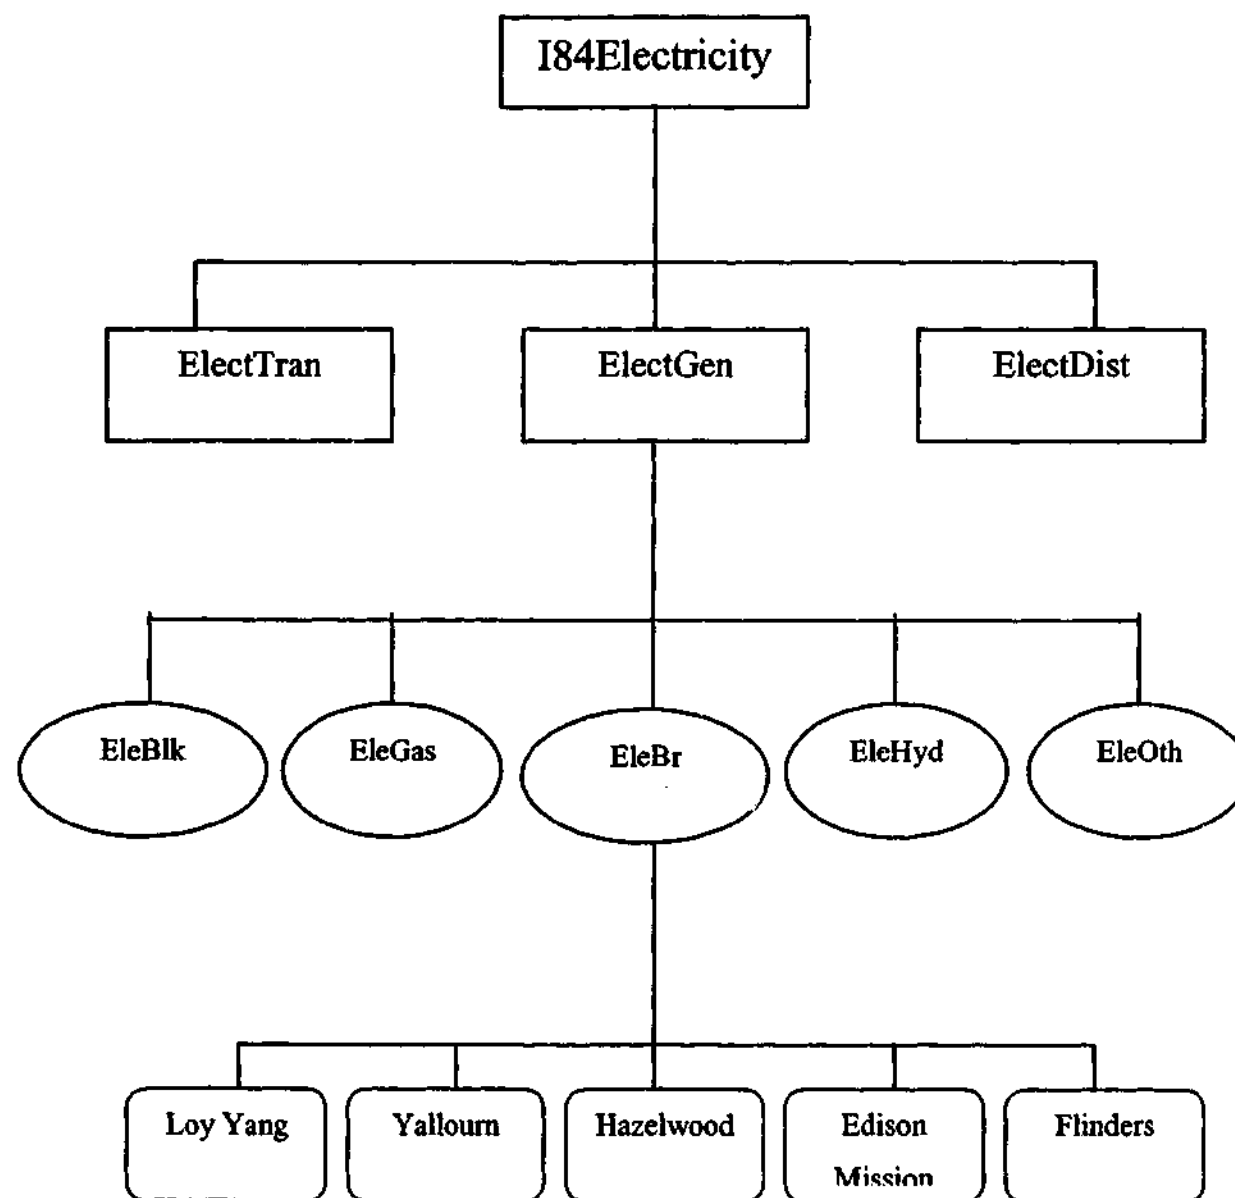 I84Electricity
ElectTran
ElectGen
ElectDist
EleBlk
EleGas
EleBr
EleHyd
EleOth
Loy Yang
Yallourn
Hazelwood
Edison
Mission
Flinders